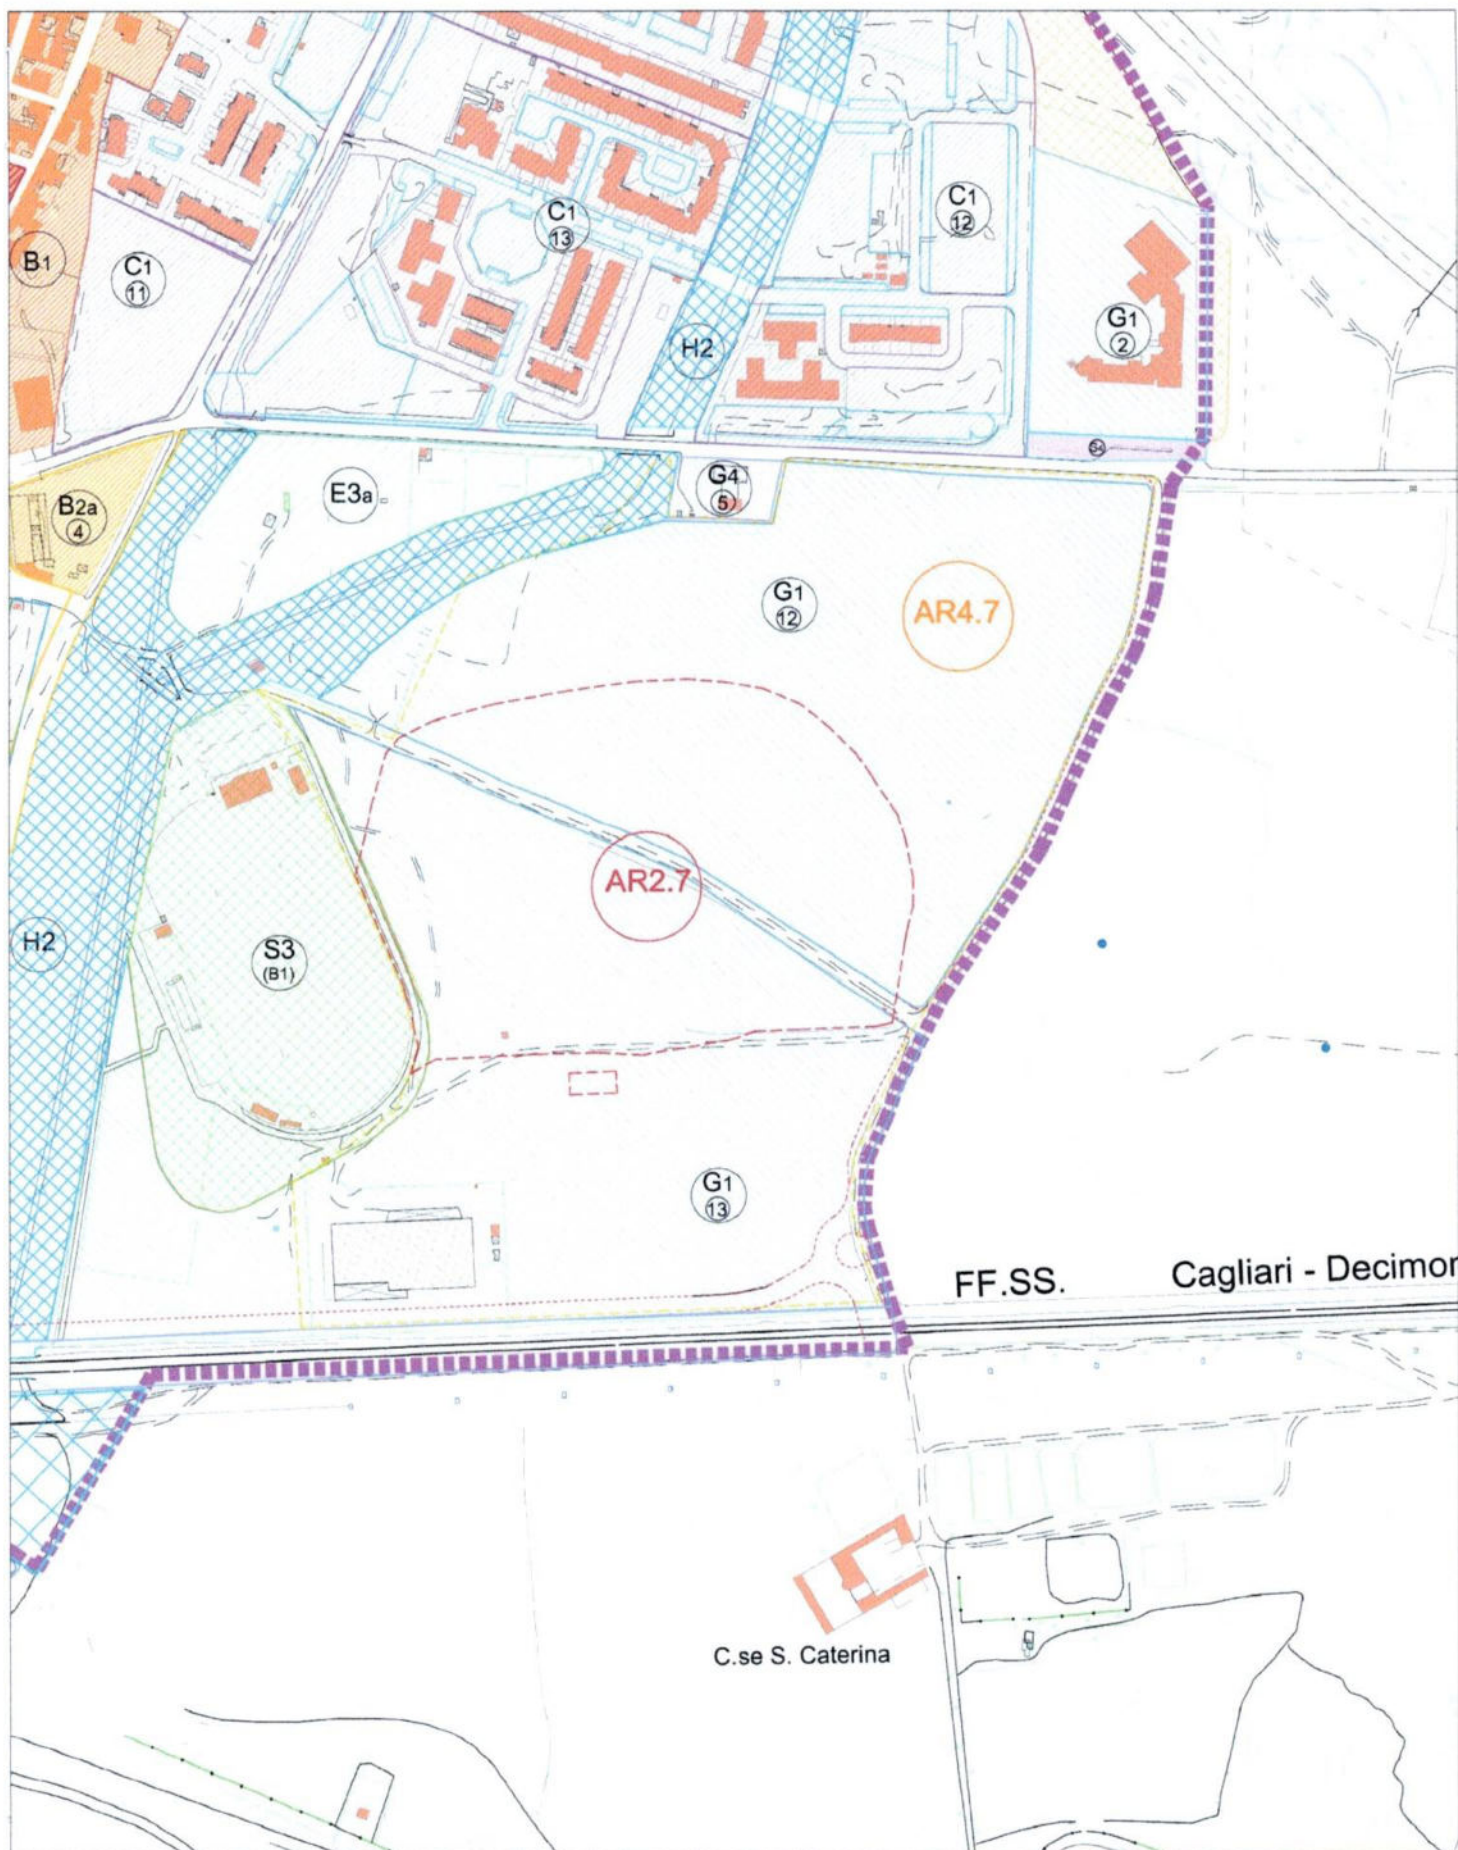 C1
12
C1
13
B1
C1
11
G1
2
H2
G4
E3a
G4
5
B2a
4
G1
12
AR4.7
AR2.7
H2
S3
(B1)
G1
13
FF.SS.
Cagliari - Decimor
C.se S. Caterina